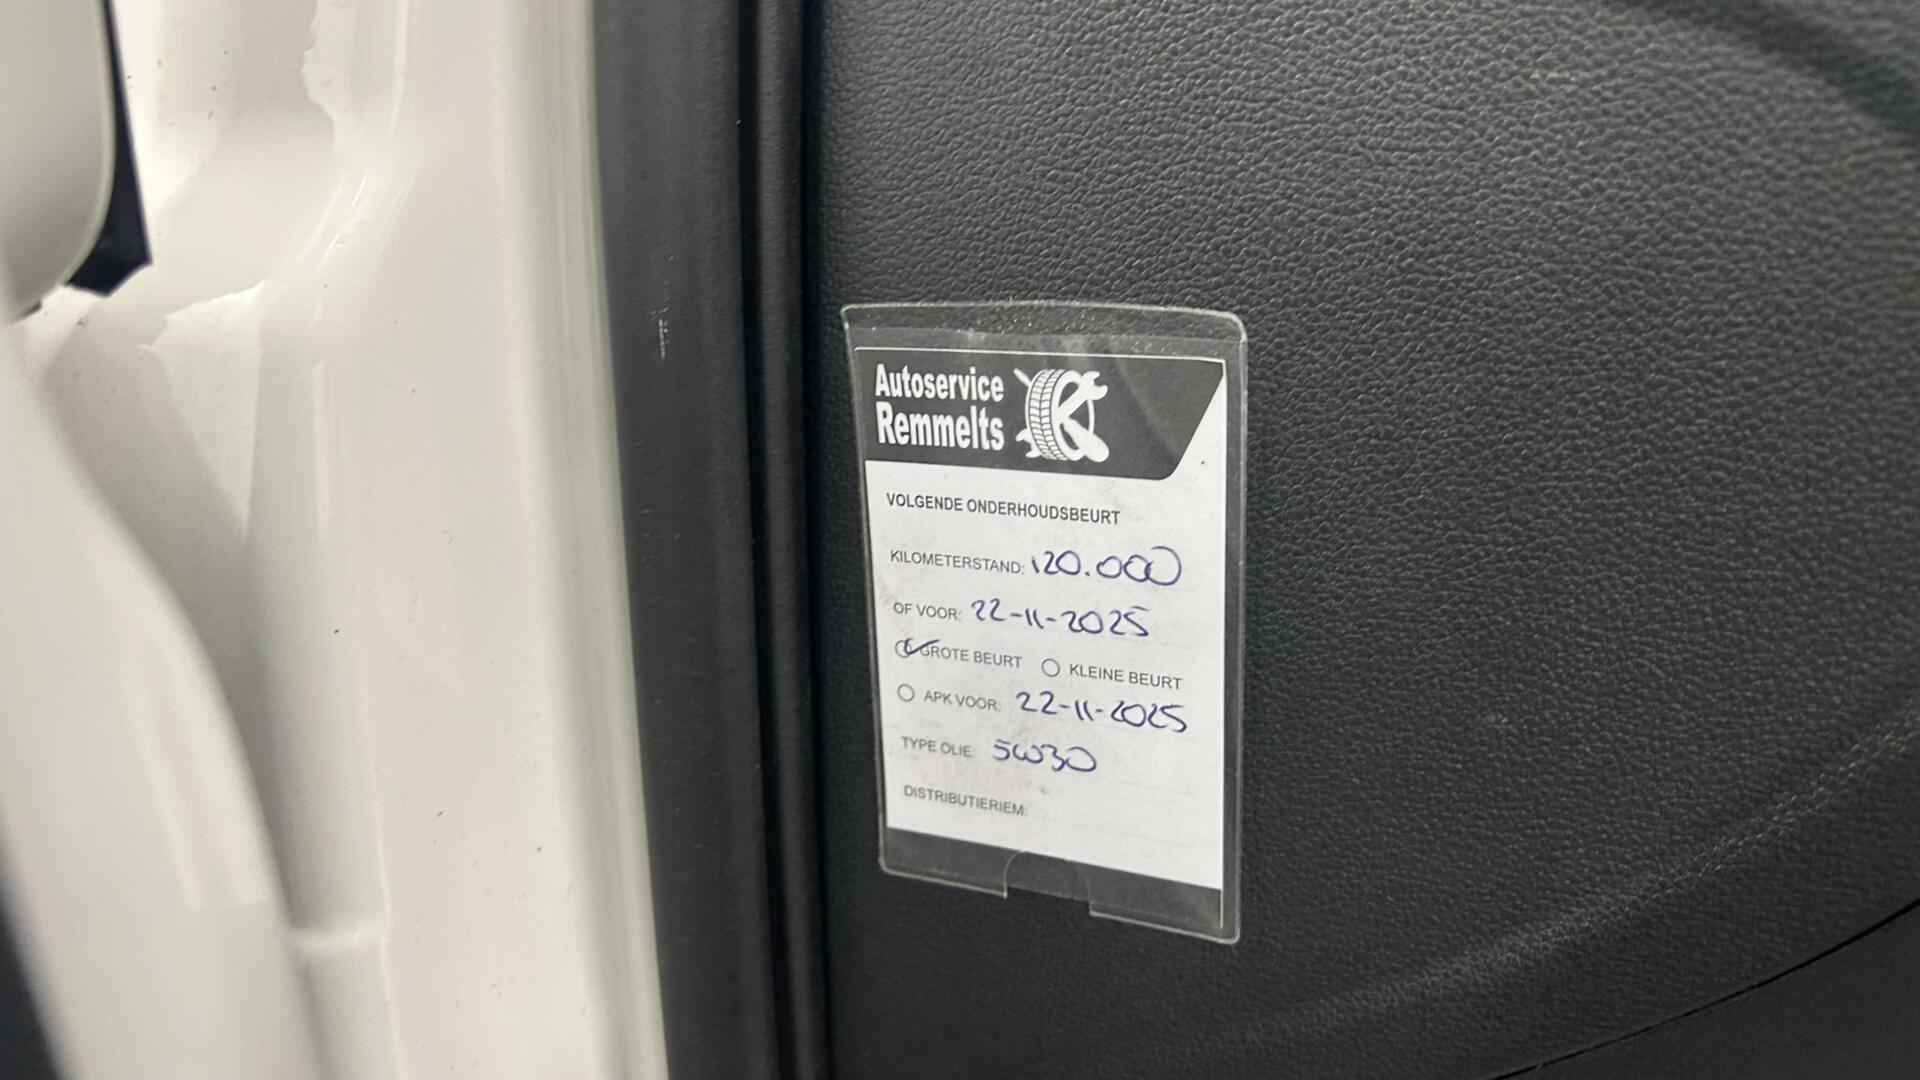 Autoservice
Remmelts
VOLGENDE ONDERHOUDSBEURT
KILOMETERSTAND: 120.000
OF VOOR: 22-11-2025
GROTE BEURT KLEINE BEURT
APK VOOR: 22-11-2025
TYPE OLIE: 5W30
DISTRIBUTIERIEM: